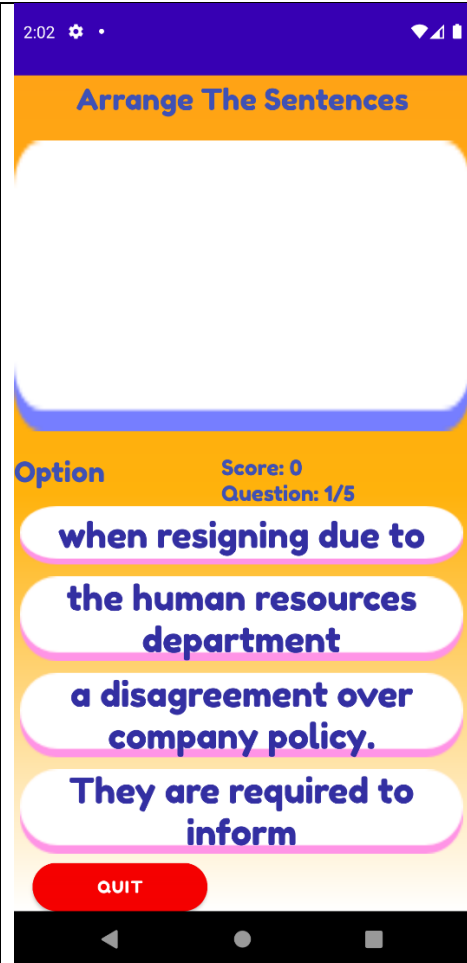 2:02
Arrange The Sentences
Option
Score: 0
Question: 1/5
when resigning due to
the human resources
department
a disagreement over
company policy.
They are required to
inform
QUIT